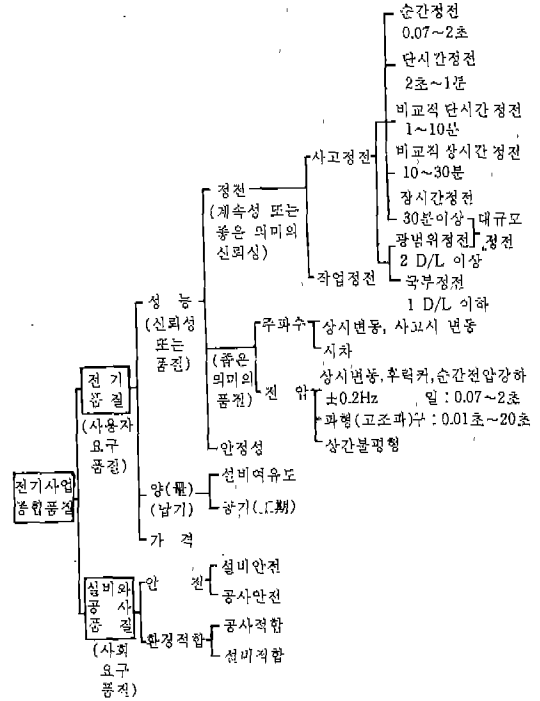 순간정전
0.07~2초
단시간정전
2초~1분
비교적 단시간 정전
1~10분
비교적 상시간 정전
10~30분
장시간정전
30분이상
대규모
정전
광범위정전
2 D/L 이상
국부정전
1 D/L 이하
사고정전
작업정전
정전
(계속성 또는
좋은 의미의
신뢰성)
성능
(신뢰성
또는
품질)
주파수
상시변동, 사고시 변동
시차
(좁은
의미의
품질)
전압
상시변동, 후릭커, 순간전압강하
±0.2Hz 일 : 0.07~2초
파형(고조파)우 : 0.01초~20초
상간불평형
안정성
전기
품질
(사용자
요구
품질)
양(量)
(납기)
설비여유도
공기(工期)
가격
전기사업
종합품질
설비와
공사
품질
(사회
요구
품질)
안전
설비안전
공사안전
환경적합
공사적합
설비적합